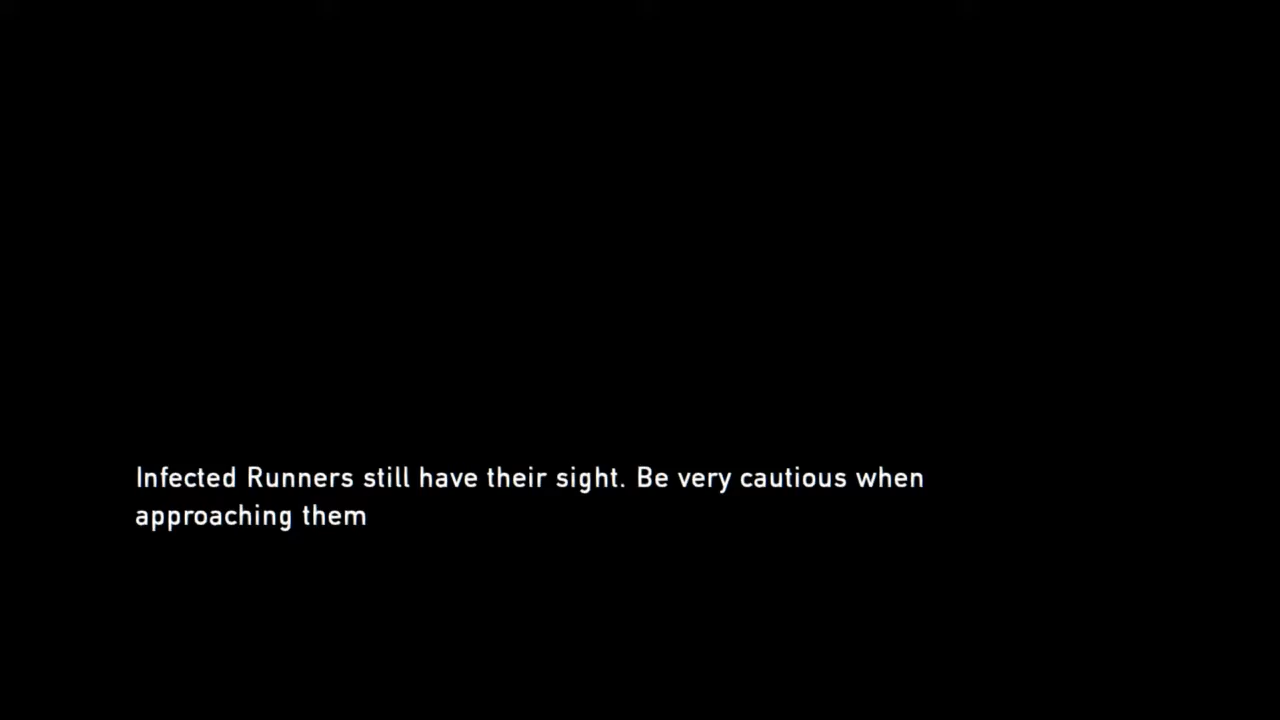 Infected Runners still have their sight. Be very cautious when
approaching them